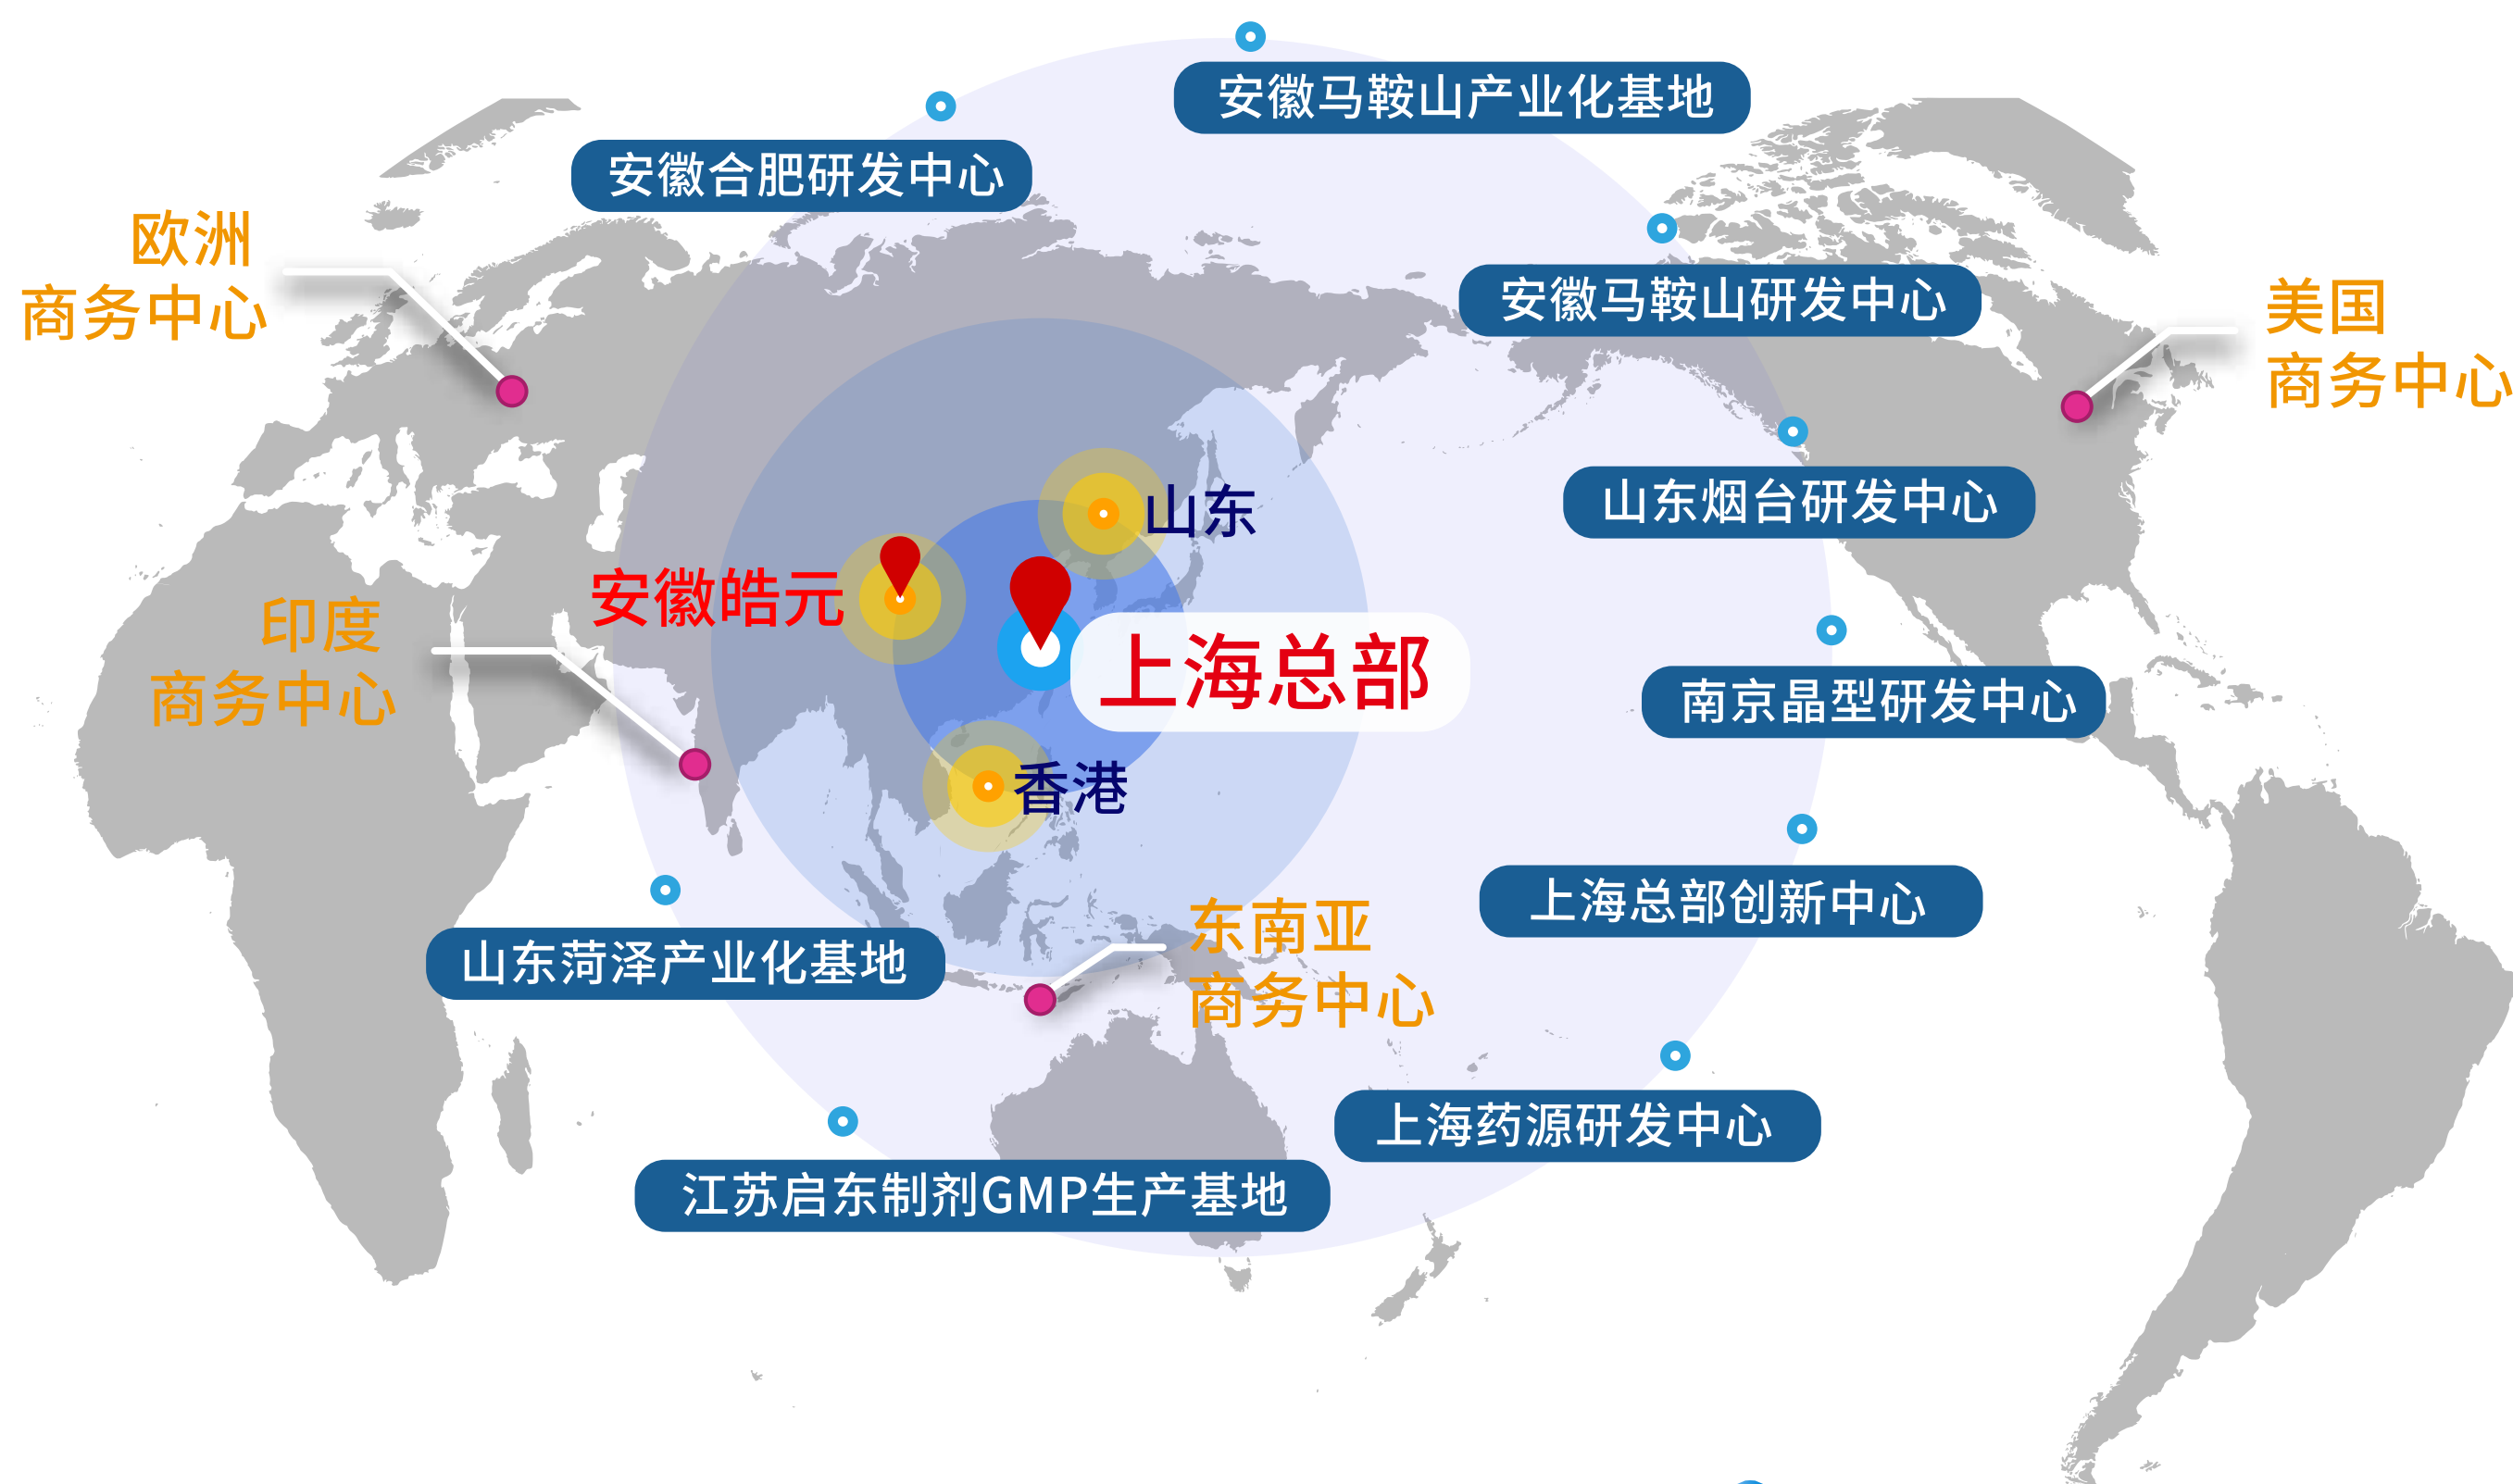 安徽马鞍山产业化基地
安徽合肥研发中心
欧洲
商务中心
安徽马鞍山研发中心
美国
商务中心
山东
山东烟台研发中心
安徽皓元
印度
商务中心
上海总部
南京晶型研发中心
香港
上海总部创新中心
东南亚
商务中心
山东菏泽产业化基地
上海药源研发中心
江苏启东制剂GMP生产基地